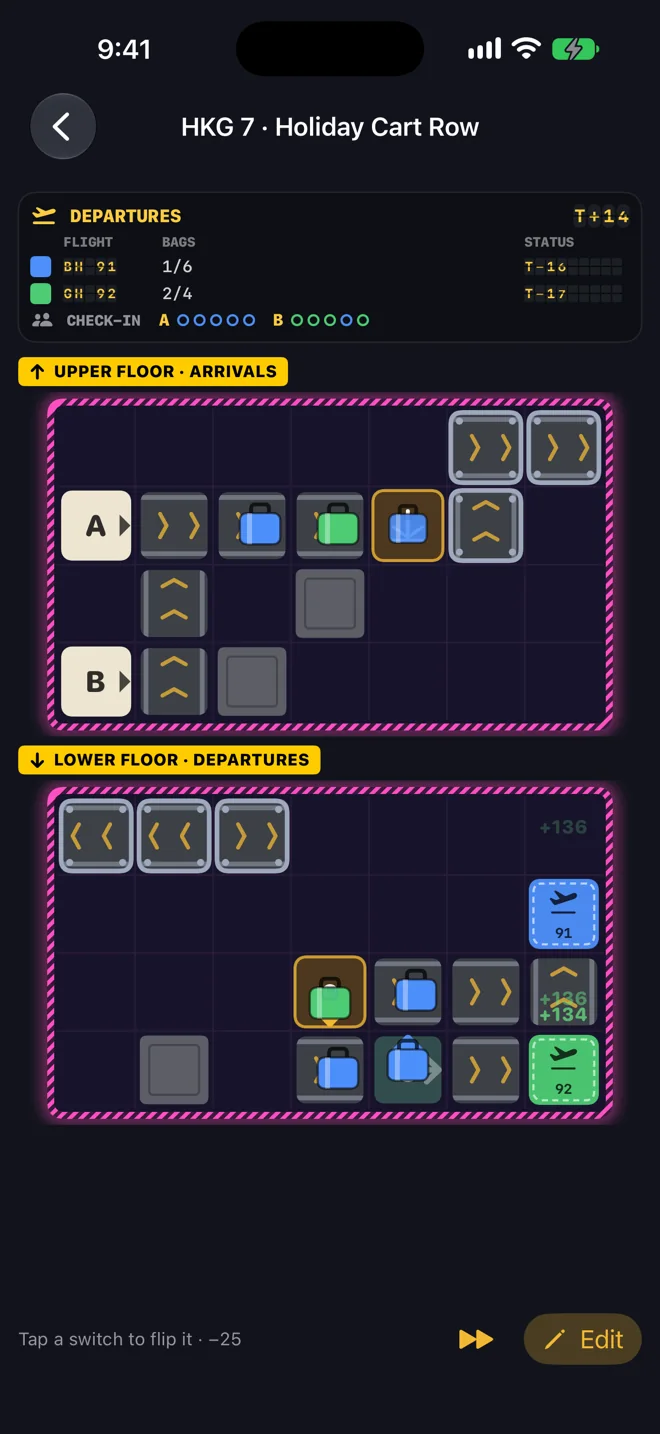 9:41
HKG 7 · Holiday Cart Row
DEPARTURES T+14
FLIGHT BAGS STATUS
BH 91 1/6 T-16
GH 92 2/4 T-17
CHECK-IN A B
↑ UPPER FLOOR · ARRIVALS
A
B
↓ LOWER FLOOR · DEPARTURES
+136
91
+136
+134
92
Tap a switch to flip it · −25
Edit